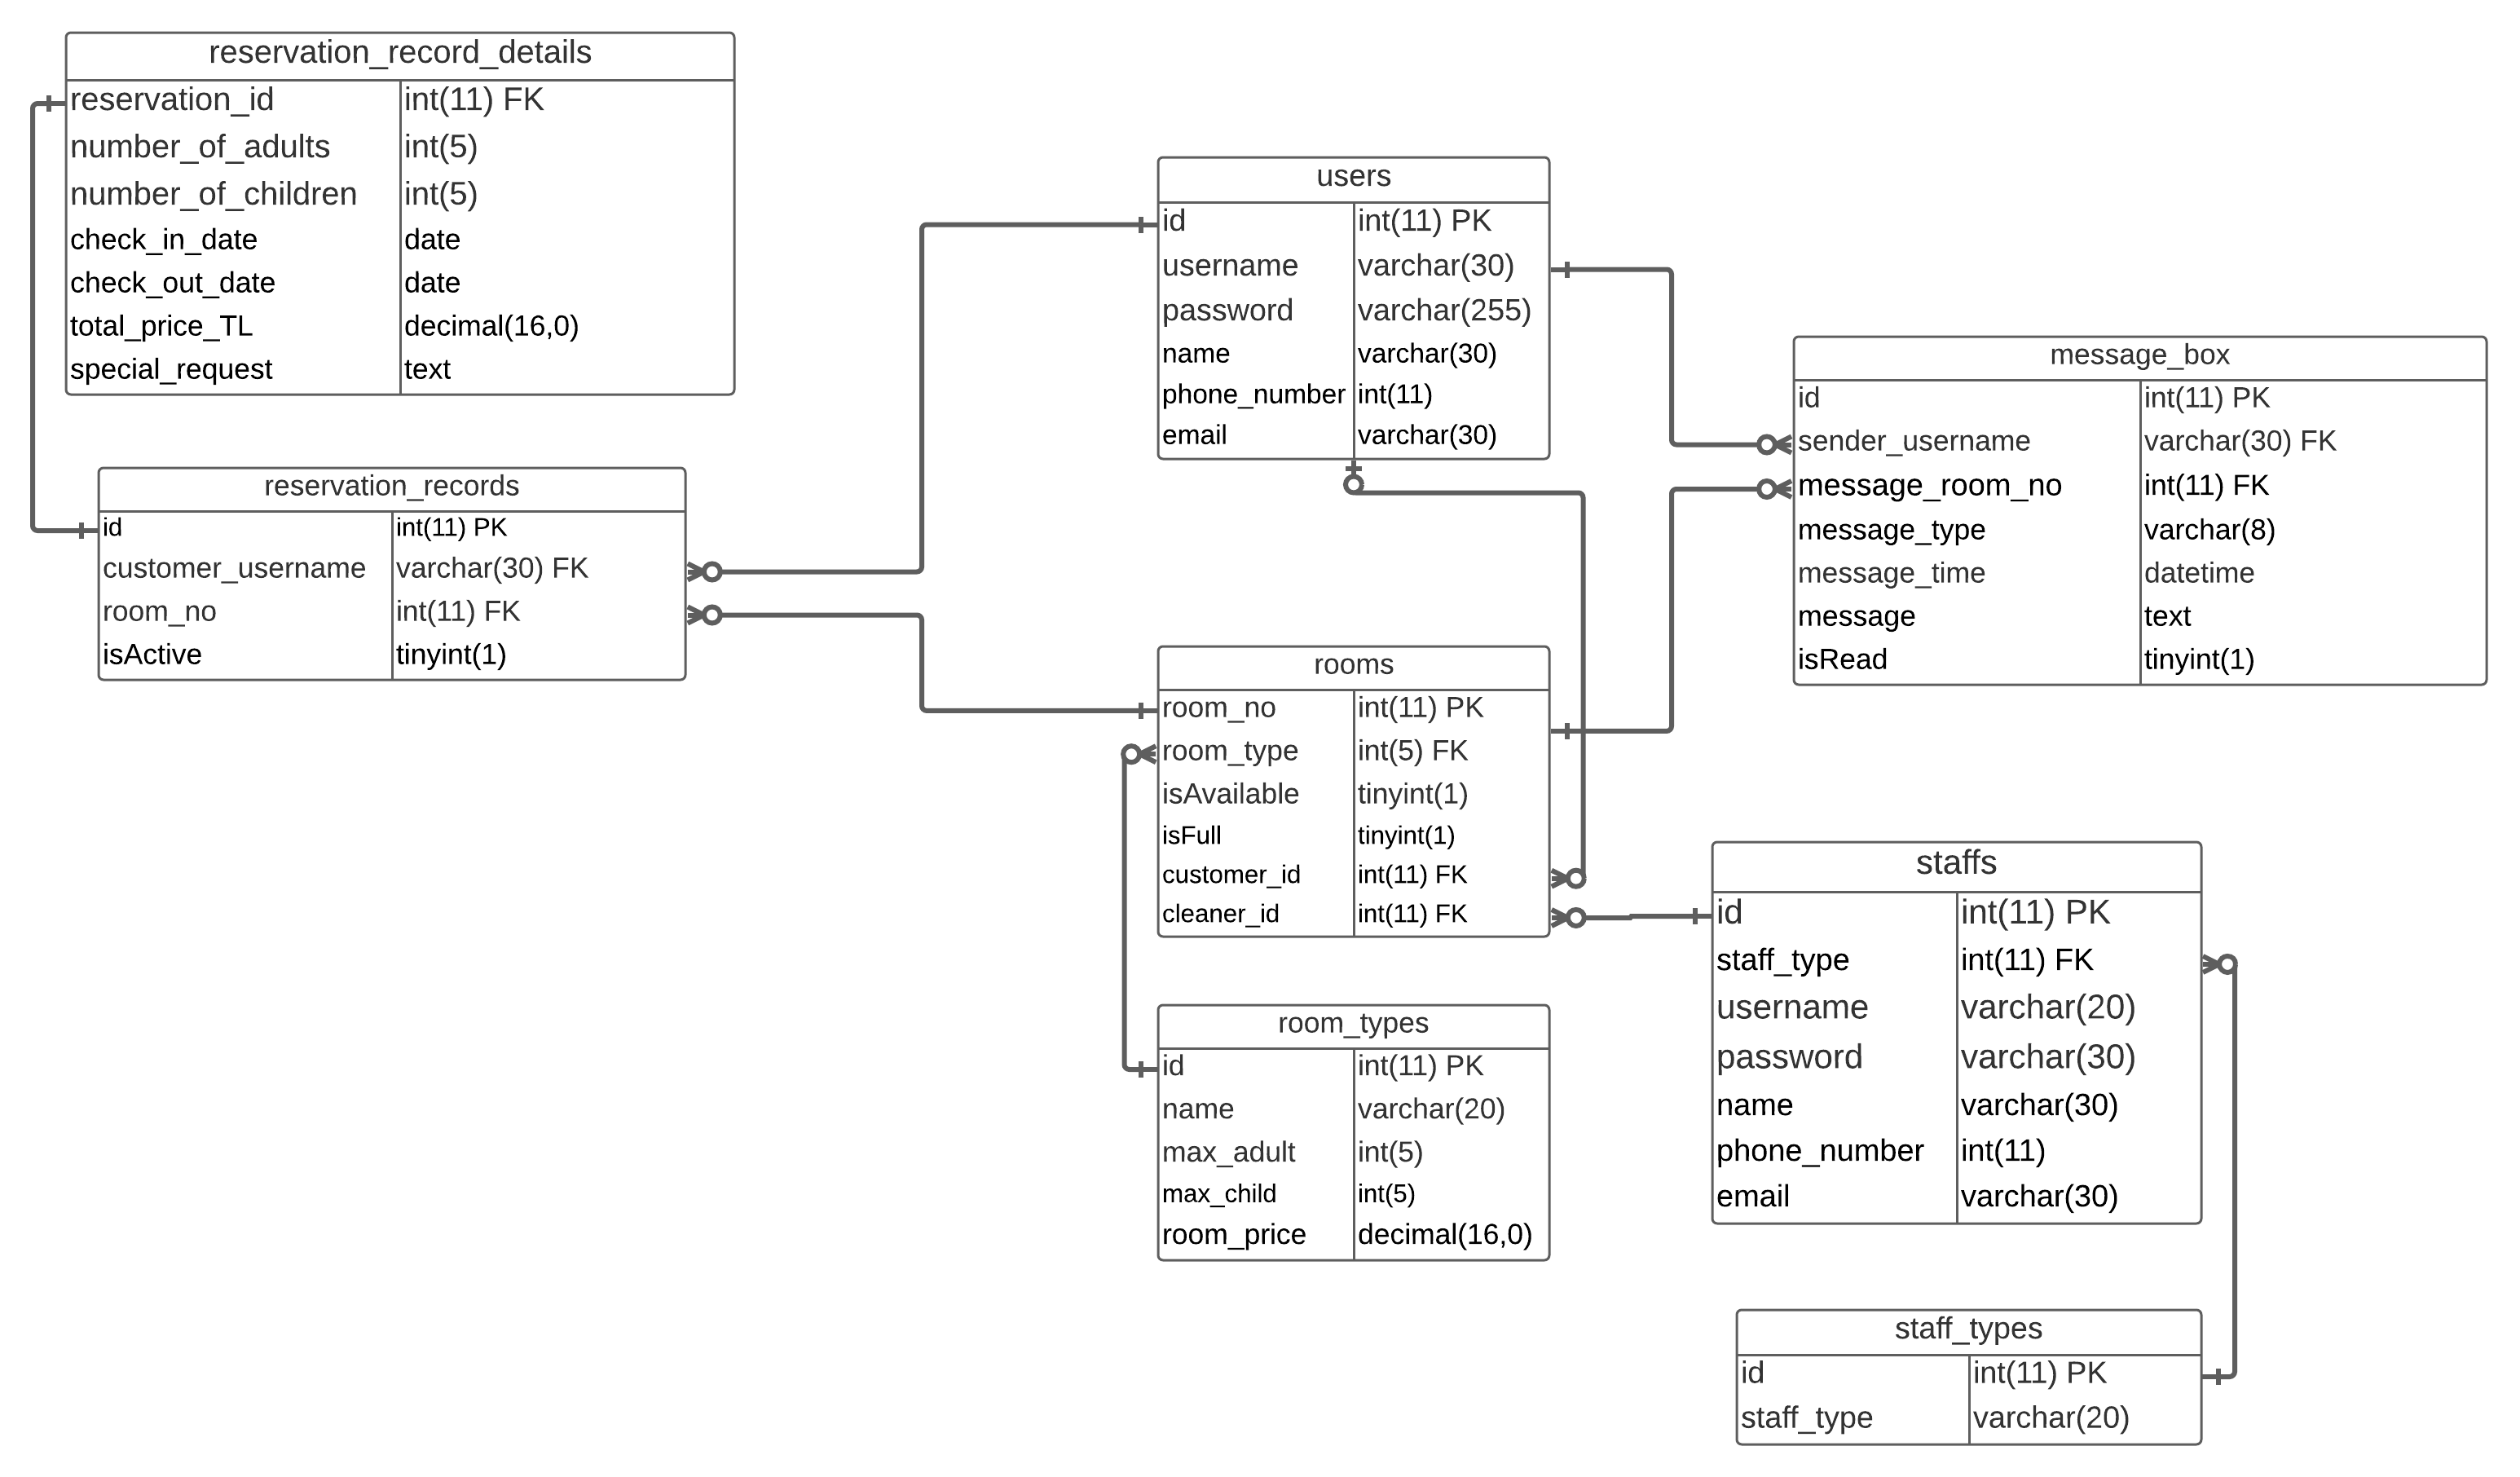 reservation_record_details
reservation_id int(11) FK
number_of_adults int(5)
number_of_children int(5)
check_in_date date
check_out_date date
total_price_TL decimal(16,0)
special_request text
reservation_records
id int(11) PK
customer_username varchar(30) FK
room_no int(11) FK
isActive tinyint(1)
users
id int(11) PK
username varchar(30)
password varchar(255)
name varchar(30)
phone_number int(11)
email varchar(30)
rooms
room_no int(11) PK
room_type int(5) FK
isAvailable tinyint(1)
isFull tinyint(1)
customer_id int(11) FK
cleaner_id int(11) FK
room_types
id int(11) PK
name varchar(20)
max_adult int(5)
max_child int(5)
room_price decimal(16,0)
message_box
id int(11) PK
sender_username varchar(30) FK
message_room_no int(11) FK
message_type varchar(8)
message_time datetime
message text
isRead tinyint(1)
staffs
id int(11) PK
staff_type int(11) FK
username varchar(20)
password varchar(30)
name varchar(30)
phone_number int(11)
email varchar(30)
staff_types
id int(11) PK
staff_type varchar(20)